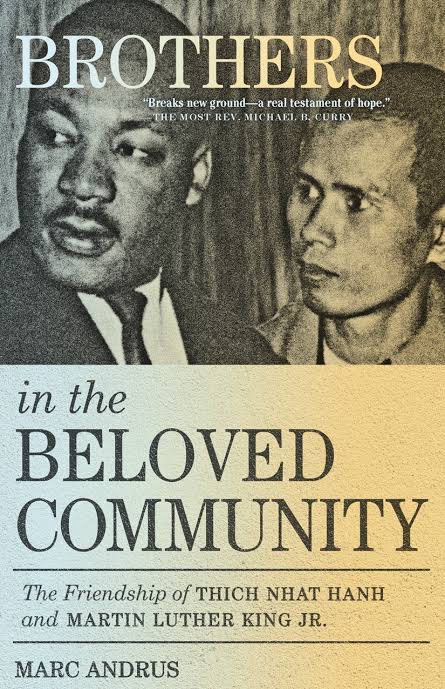 BROTHERS
“Breaks new ground—a real testament of hope.”
—THE MOST REV. MICHAEL B. CURRY
in the
BELOVED
COMMUNITY
The Friendship of THICH NHAT HANH
and MARTIN LUTHER KING JR.
MARC ANDRUS